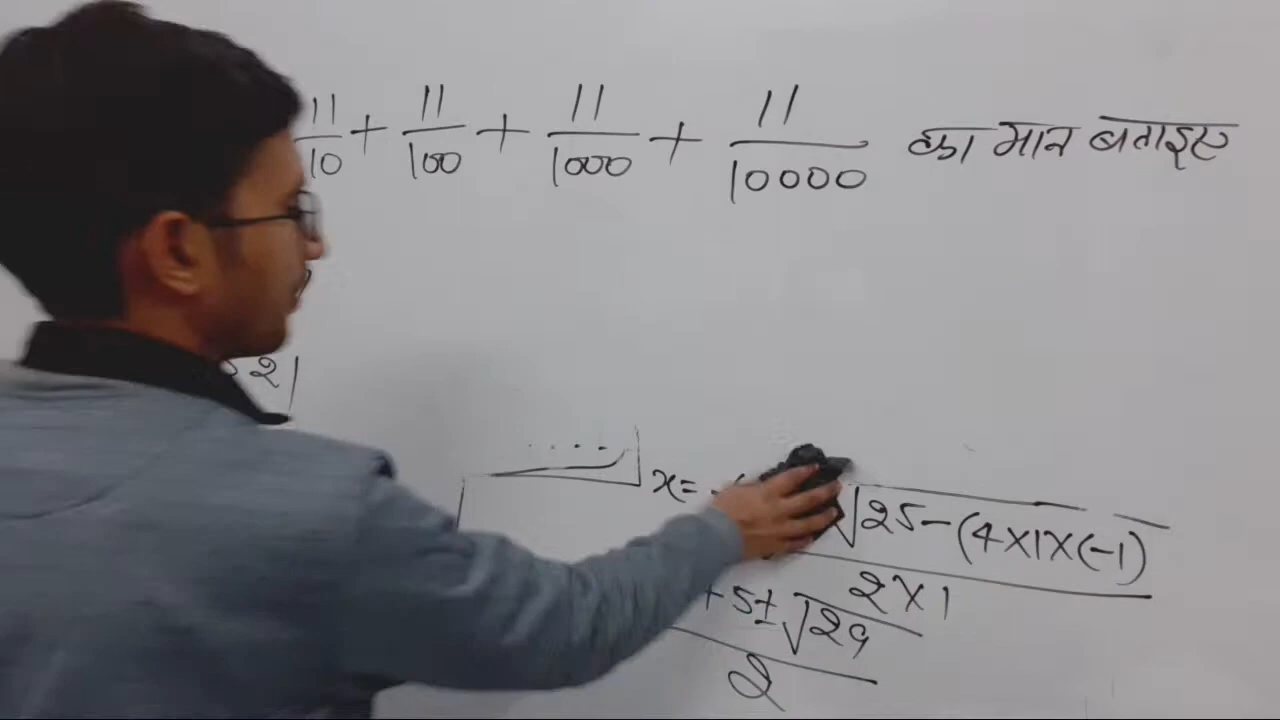 11/10 + 11/100 + 11/1000 + 11/10000 का मान बताइए
21
x = √25-(4×1×(-1)
2×1
+5±√29
2